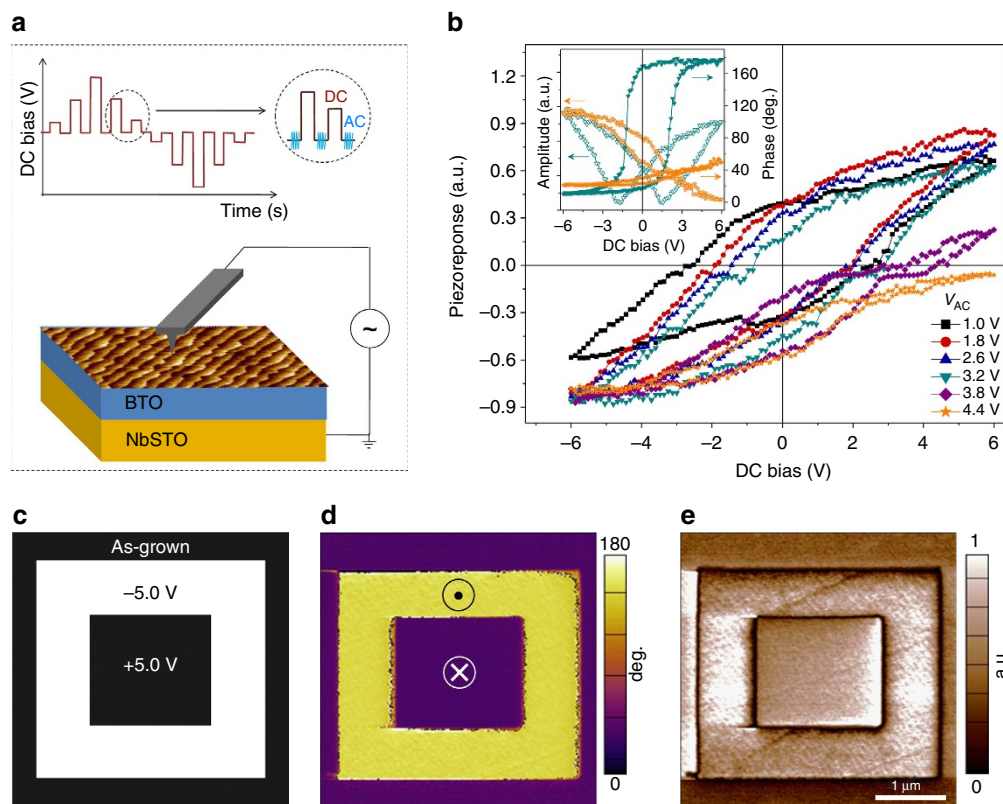 a
DC bias (V)
DC
AC
Time (s)
~
BTO
NbSTO
b
Piezoreponse (a.u.)
1.2
0.9
0.6
0.3
0.0
–0.3
–0.6
–0.9
–6
–4
–2
0
2
4
6
DC bias (V)
Amplitude (a.u.)
Phase (deg.)
160
120
80
40
0
–6
–3
0
3
6
DC bias (V)
VAC
1.0 V
1.8 V
2.6 V
3.2 V
3.8 V
4.4 V
c
As-grown
–5.0 V
+5.0 V
d
180
deg.
0
e
1
a.u.
0
1 μm